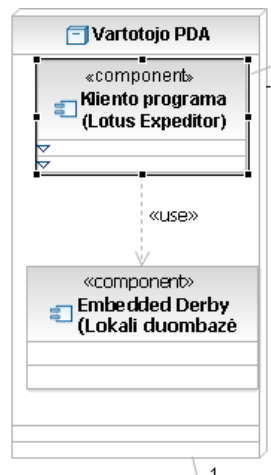 Vartotojo PDA
«component»
Kliento programa
(Lotus Expeditor)
«use»
«component»
Embedded Derby
(Lokali duombazė
1